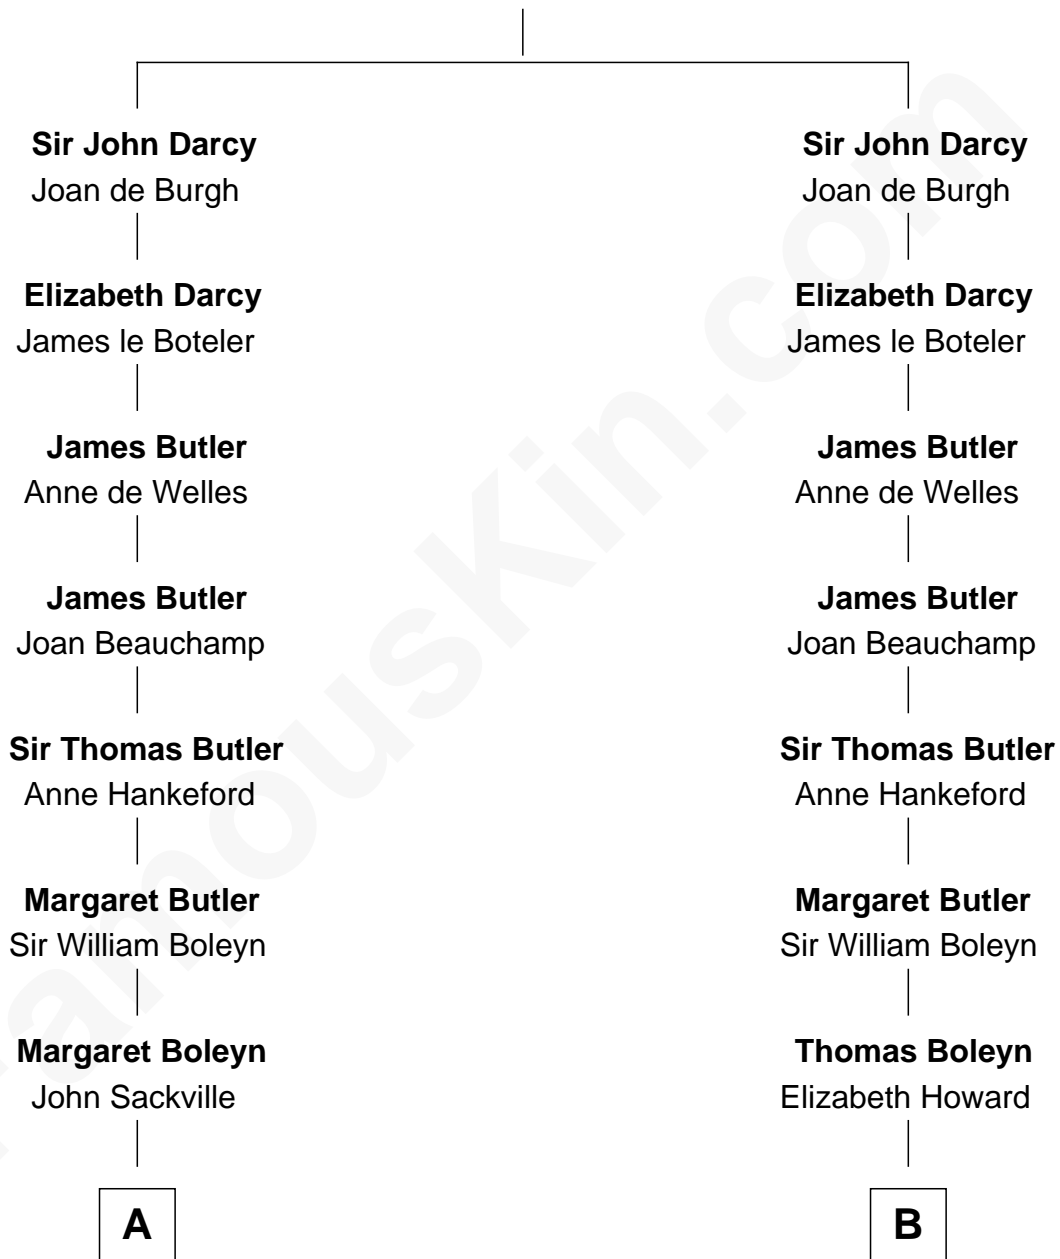 Sir John Darcy
Joan de Burgh
Elizabeth Darcy
James le Boteler
James Butler
Anne de Welles
James Butler
Joan Beauchamp
Sir Thomas Butler
Anne Hankeford
Margaret Butler
Sir William Boleyn
Margaret Boleyn
John Sackville
A
Sir John Darcy
Joan de Burgh
Elizabeth Darcy
James le Boteler
James Butler
Anne de Welles
James Butler
Joan Beauchamp
Sir Thomas Butler
Anne Hankeford
Margaret Butler
Sir William Boleyn
Thomas Boleyn
Elizabeth Howard
B
FamousKin.com